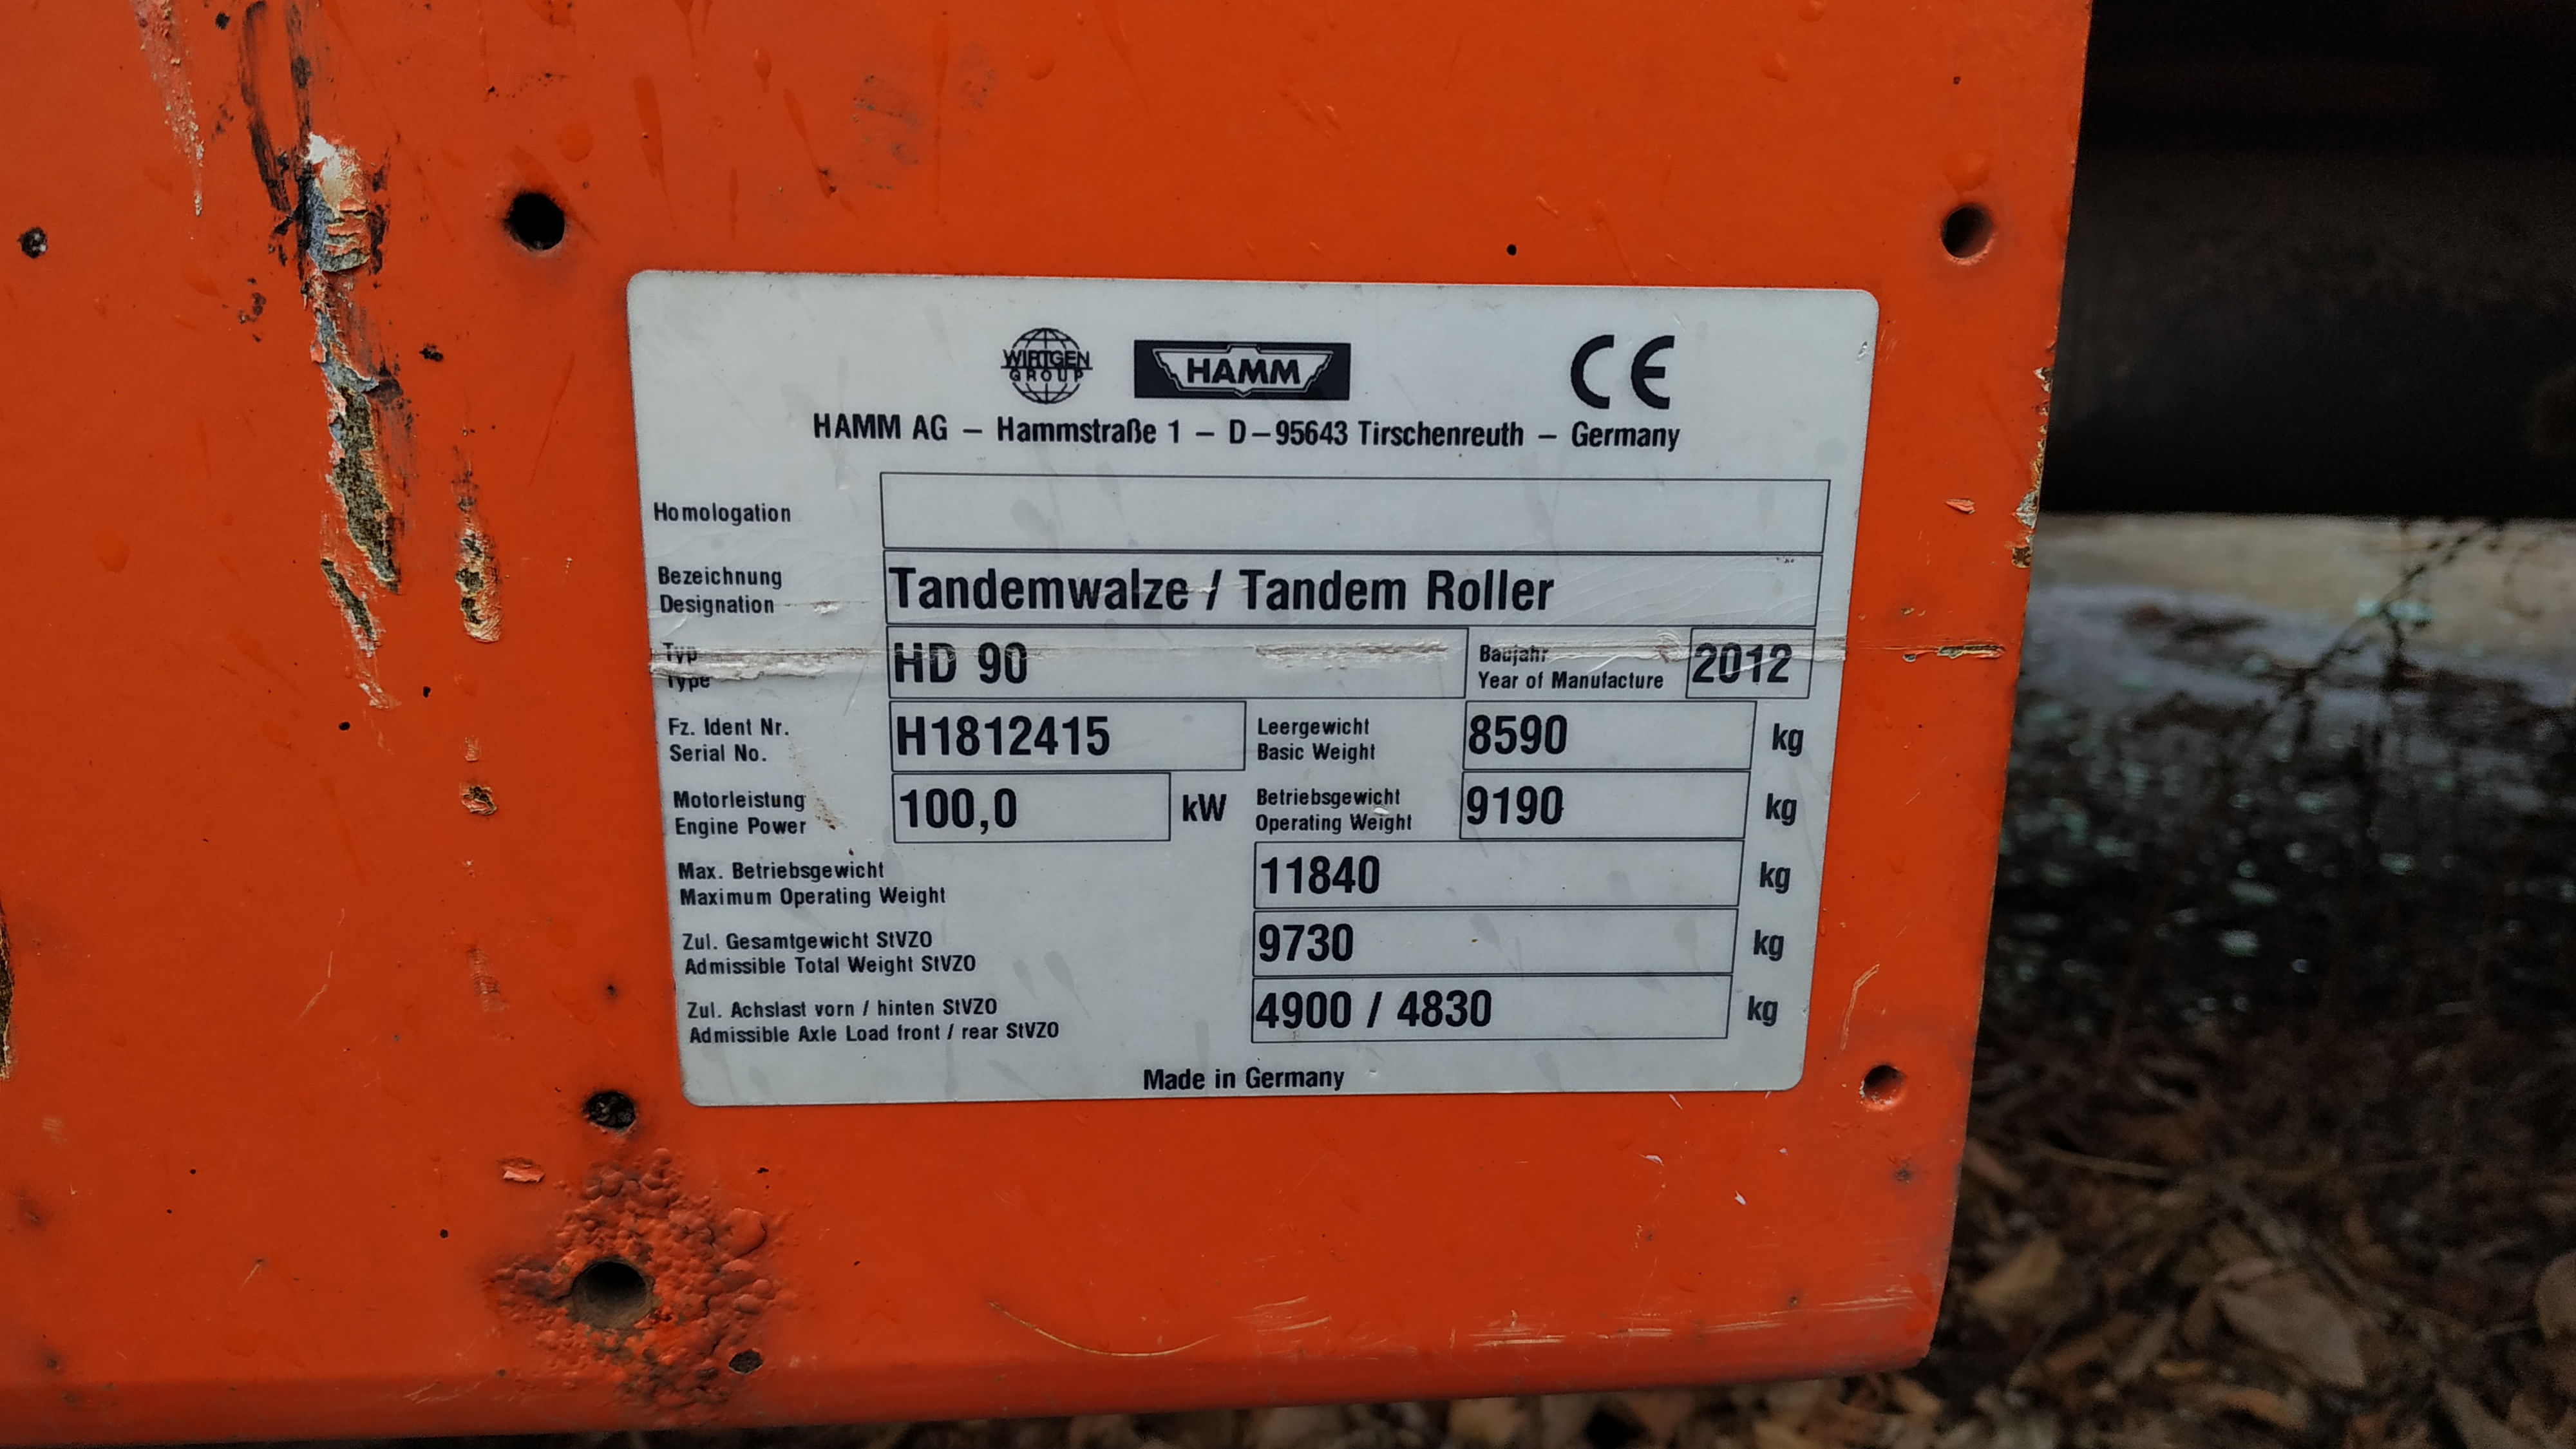 WIRTGEN
GROUP
HAMM
CE
HAMM AG – Hammstraße 1 – D–95643 Tirschenreuth – Germany
Homologation
Bezeichnung
Designation
Tandemwalze / Tandem Roller
Typ
Type
HD 90
Baujahr
Year of Manufacture
2012
Fz. Ident Nr.
Serial No.
H1812415
Leergewicht
Basic Weight
8590 kg
Motorleistung
Engine Power
100,0 kW
Betriebsgewicht
Operating Weight
9190 kg
Max. Betriebsgewicht
Maximum Operating Weight
11840 kg
Zul. Gesamtgewicht StVZO
Admissible Total Weight StVZO
9730 kg
Zul. Achslast vorn / hinten StVZO
Admissible Axle Load front / rear StVZO
4900 / 4830 kg
Made in Germany